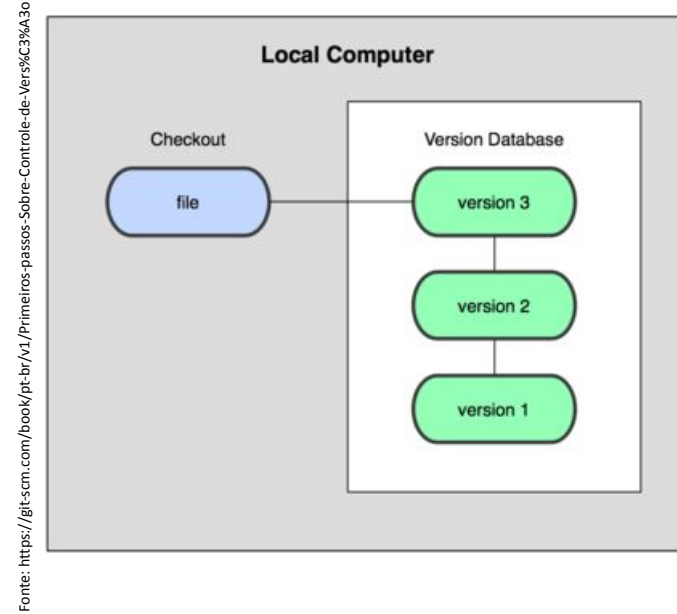 Fonte: https://git-scm.com/book/pt-br/v1/Primeiros-passos-Sobre-Controle-de-Vers%C3%A3o
Local Computer
Checkout
Version Database
file
version 3
version 2
version 1